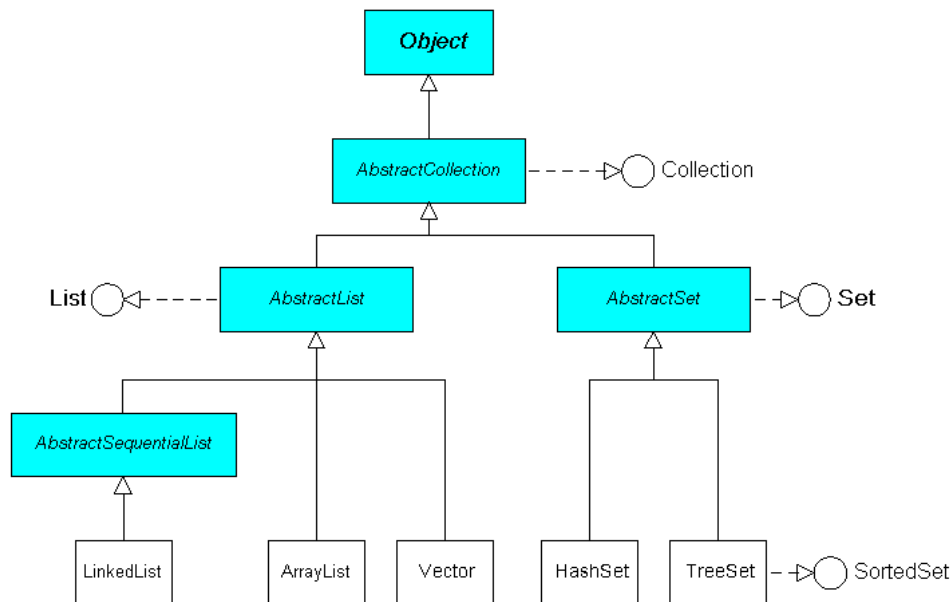 Object
AbstractCollection
Collection
List
AbstractList
AbstractSet
Set
AbstractSequentialList
LinkedList
ArrayList
Vector
HashSet
TreeSet
SortedSet